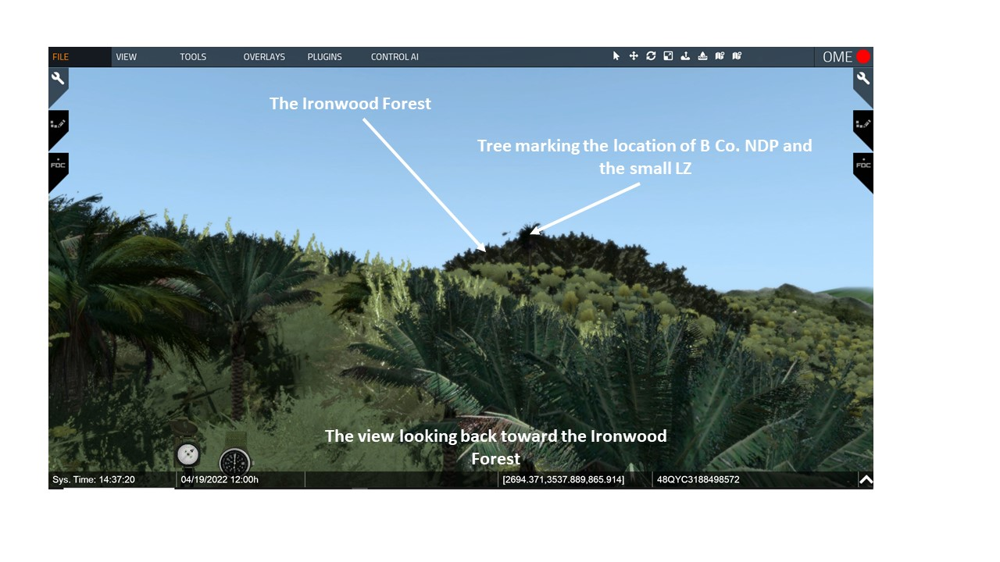 FILE VIEW TOOLS OVERLAYS PLUGINS CONTROL AI OME
The Ironwood Forest
Tree marking the location of B Co. NDP and
the small LZ
FDC FDC
The view looking back toward the Ironwood
Forest
Sys. Time: 14:37:20 04/19/2022 12:00h [2694.371,3537.889,865.914] 48QYC3188498572